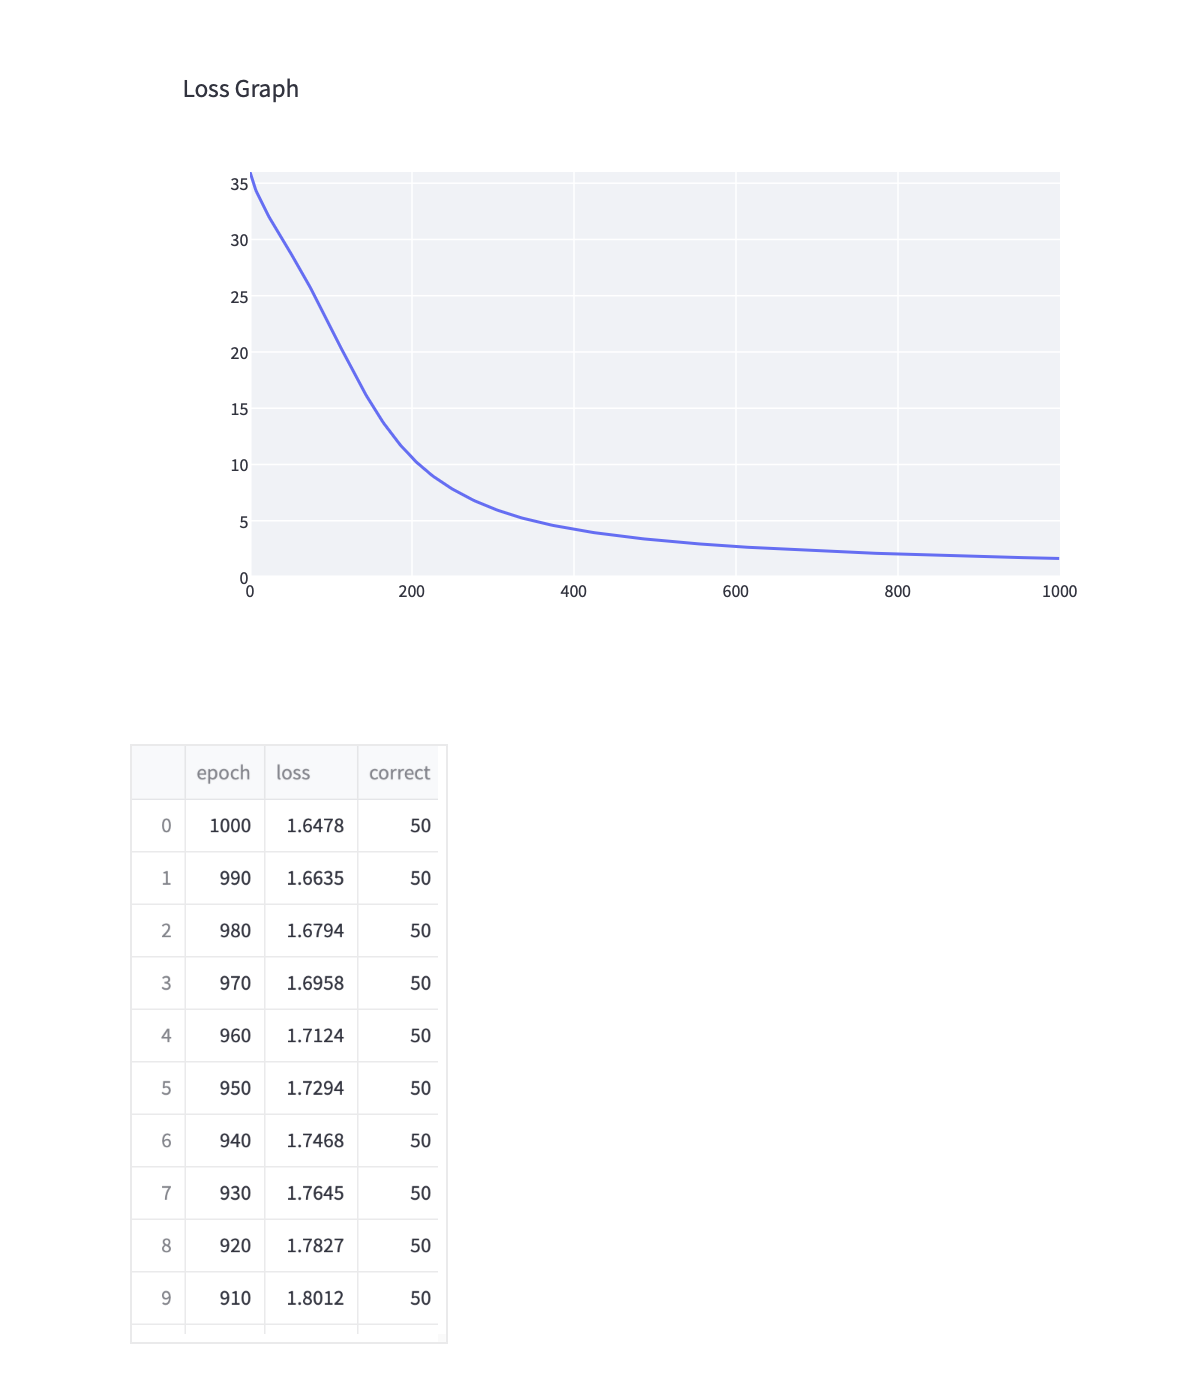 Loss Graph
35
30
25
20
15
10
5
0
0 200 400 600 800 1000
epoch loss correct
0 1000 1.6478 50
1 990 1.6635 50
2 980 1.6794 50
3 970 1.6958 50
4 960 1.7124 50
5 950 1.7294 50
6 940 1.7468 50
7 930 1.7645 50
8 920 1.7827 50
9 910 1.8012 50